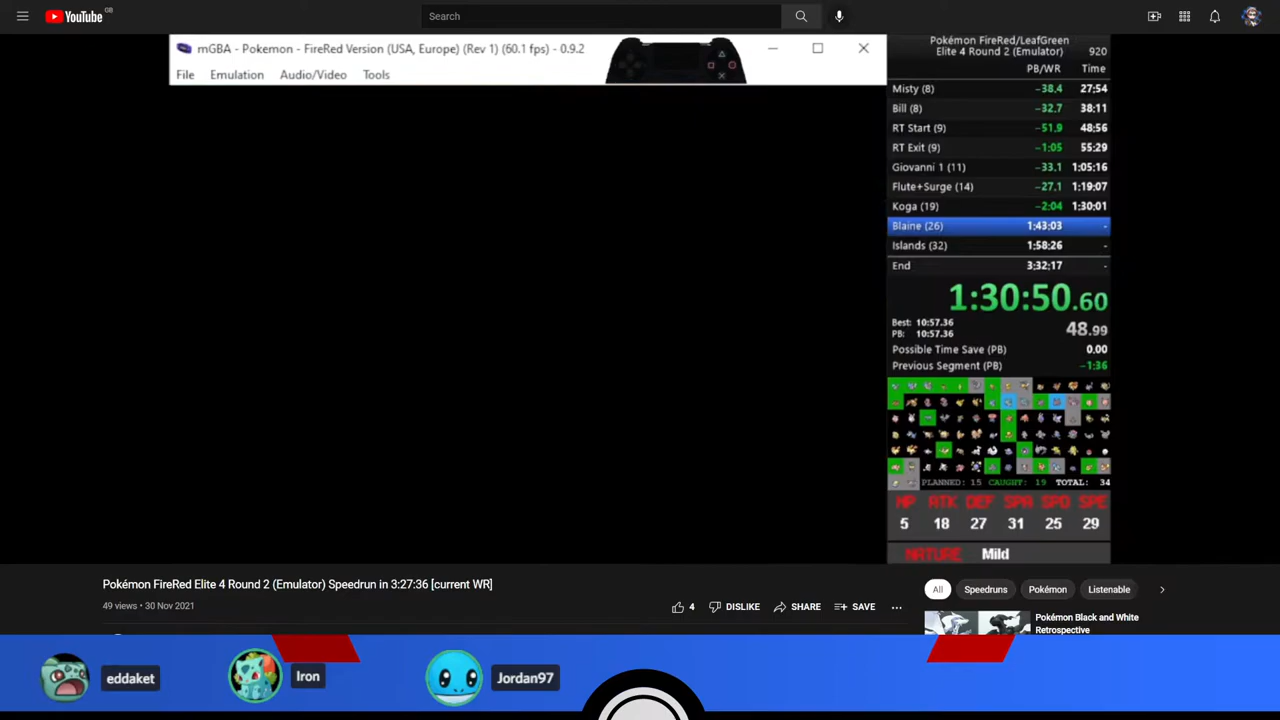 YouTube GB
Search
mGBA - Pokemon - FireRed Version (USA, Europe) (Rev 1) (60.1 fps) - 0.9.2
File Emulation Audio/Video Tools
Pokémon FireRed/LeafGreen
Elite 4 Round 2 (Emulator) 920
PB/WR Time
Misty (8) -38.4 27:54
Bill (8) -32.7 38:11
RT Start (9) -51.9 48:56
RT Exit (9) -1:05 55:29
Giovanni 1 (11) -33.1 1:05:16
Flute+Surge (14) -27.1 1:19:07
Koga (19) -2:04 1:30:01
Blaine (26) 1:43:03 -
Islands (32) 1:58:26 -
End 3:32:17 -
1:30:50.60
Best: 10:57.36
PB: 10:57.36
48.99
Possible Time Save (PB) 0.00
Previous Segment (PB) -1:36
PLANNED: 15 CAUGHT: 19 TOTAL: 34
HP ATK DEF SPA SPD SPE
5 18 27 31 25 29
NATURE Mild
Pokémon FireRed Elite 4 Round 2 (Emulator) Speedrun in 3:27:36 [current WR]
49 views • 30 Nov 2021
4 DISLIKE SHARE SAVE
All Speedruns Pokémon Listenable
Pokémon Black and White
Retrospective
eddaket Iron Jordan97